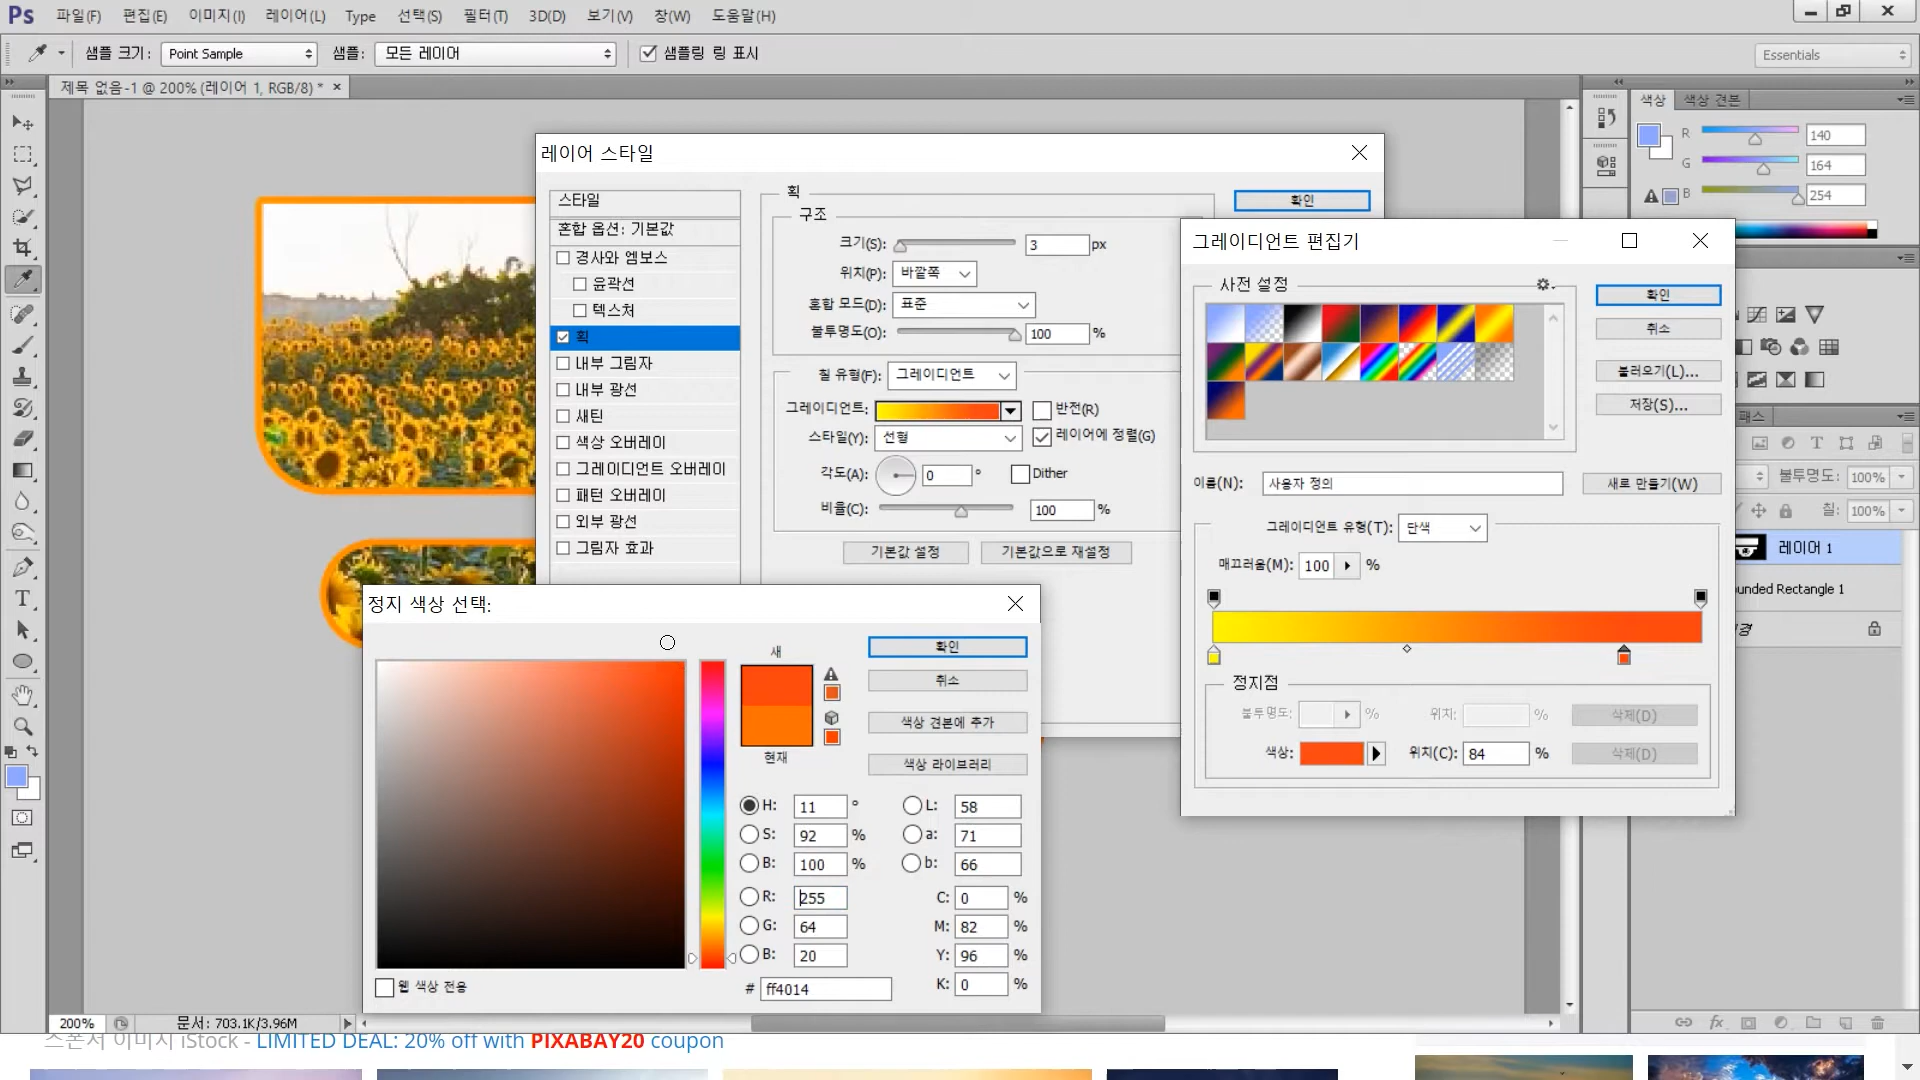 Ps 파일(F) 편집(E) 이미지(I) 레이어(L) Type 선택(S) 필터(T) 3D(D) 보기(V) 창(W) 도움말(H)
샘플 크기: Point Sample 샘플: 모든 레이어 샘플링 링 표시 Essentials
제목 없음-1 @ 200% (레이어 1, RGB/8) * ×
색상 색상 견본
R 140
G 164
B 254
레이어 스타일
스타일
혼합 옵션: 기본값
경사와 엠보스
윤곽선
텍스처
획
내부 그림자
내부 광선
새틴
색상 오버레이
그레이디언트 오버레이
패턴 오버레이
외부 광선
그림자 효과
획
구조
크기(S): 3 px
위치(P): 바깥쪽
혼합 모드(D): 표준
불투명도(O): 100 %
칠 유형(F): 그레이디언트
그레이디언트: 반전(R)
스타일(Y): 선형 레이어에 정렬(G)
각도(A): 0 ° Dither
비율(C): 100 %
기본값 설정 기본값으로 재설정
확인
그레이디언트 편집기
사전 설정
확인
취소
불러오기(L)...
저장(S)...
이름(N): 사용자 정의 새로 만들기(W)
그레이디언트 유형(T): 단색
매끄러움(M): 100 %
정지점
불투명도: % 위치: % 삭제(D)
색상: 위치(C): 84 % 삭제(D)
패스
불투명도: 100%
칠: 100%
레이어 1
unded Rectangle 1
경
정지 색상 선택:
새
현재
확인
취소
색상 견본에 추가
색상 라이브러리
H: 11 ° L: 58
S: 92 % a: 71
B: 100 % b: 66
R: 255 C: 0 %
G: 64 M: 82 %
B: 20 Y: 96 %
# ff4014 K: 0 %
웹 색상 전용
200% 문서: 703.1K/3.96M
fx
스폰서 이미지 iStock - LIMITED DEAL: 20% off with PIXABAY20 coupon